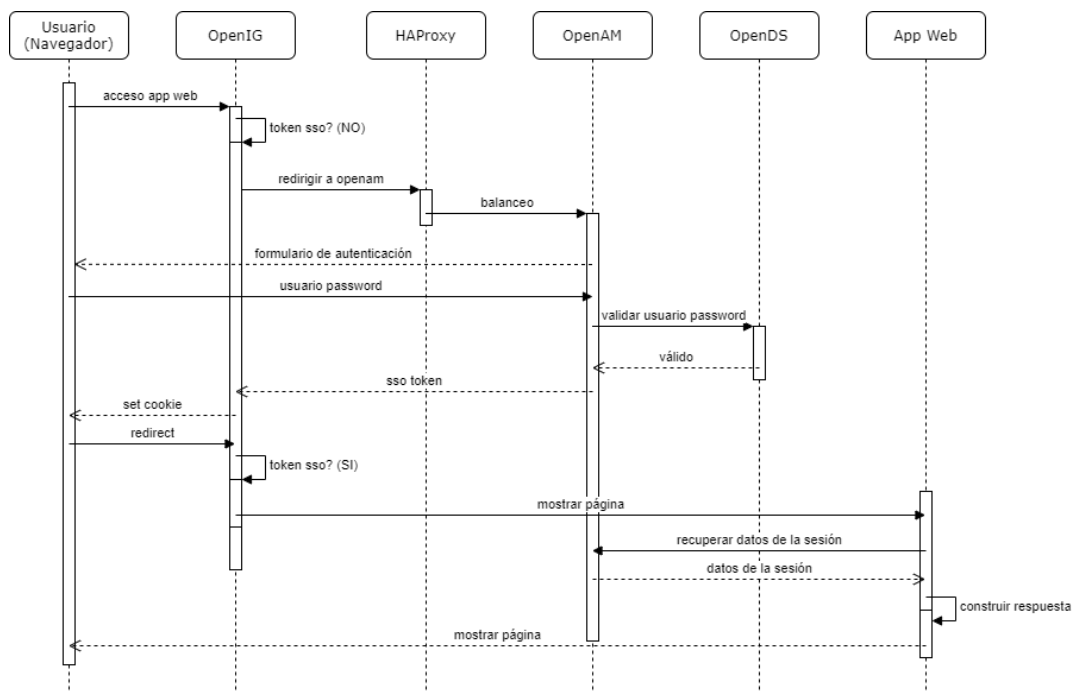 Usuario
(Navegador)
OpenIG
HAProxy
OpenAM
OpenDS
App Web
acceso app web
token sso? (NO)
redirigir a openam
balanceo
formulario de autenticación
usuario password
validar usuario password
válido
sso token
set cookie
redirect
token sso? (SI)
mostrar página
recuperar datos de la sesión
datos de la sesión
construir respuesta
mostrar página